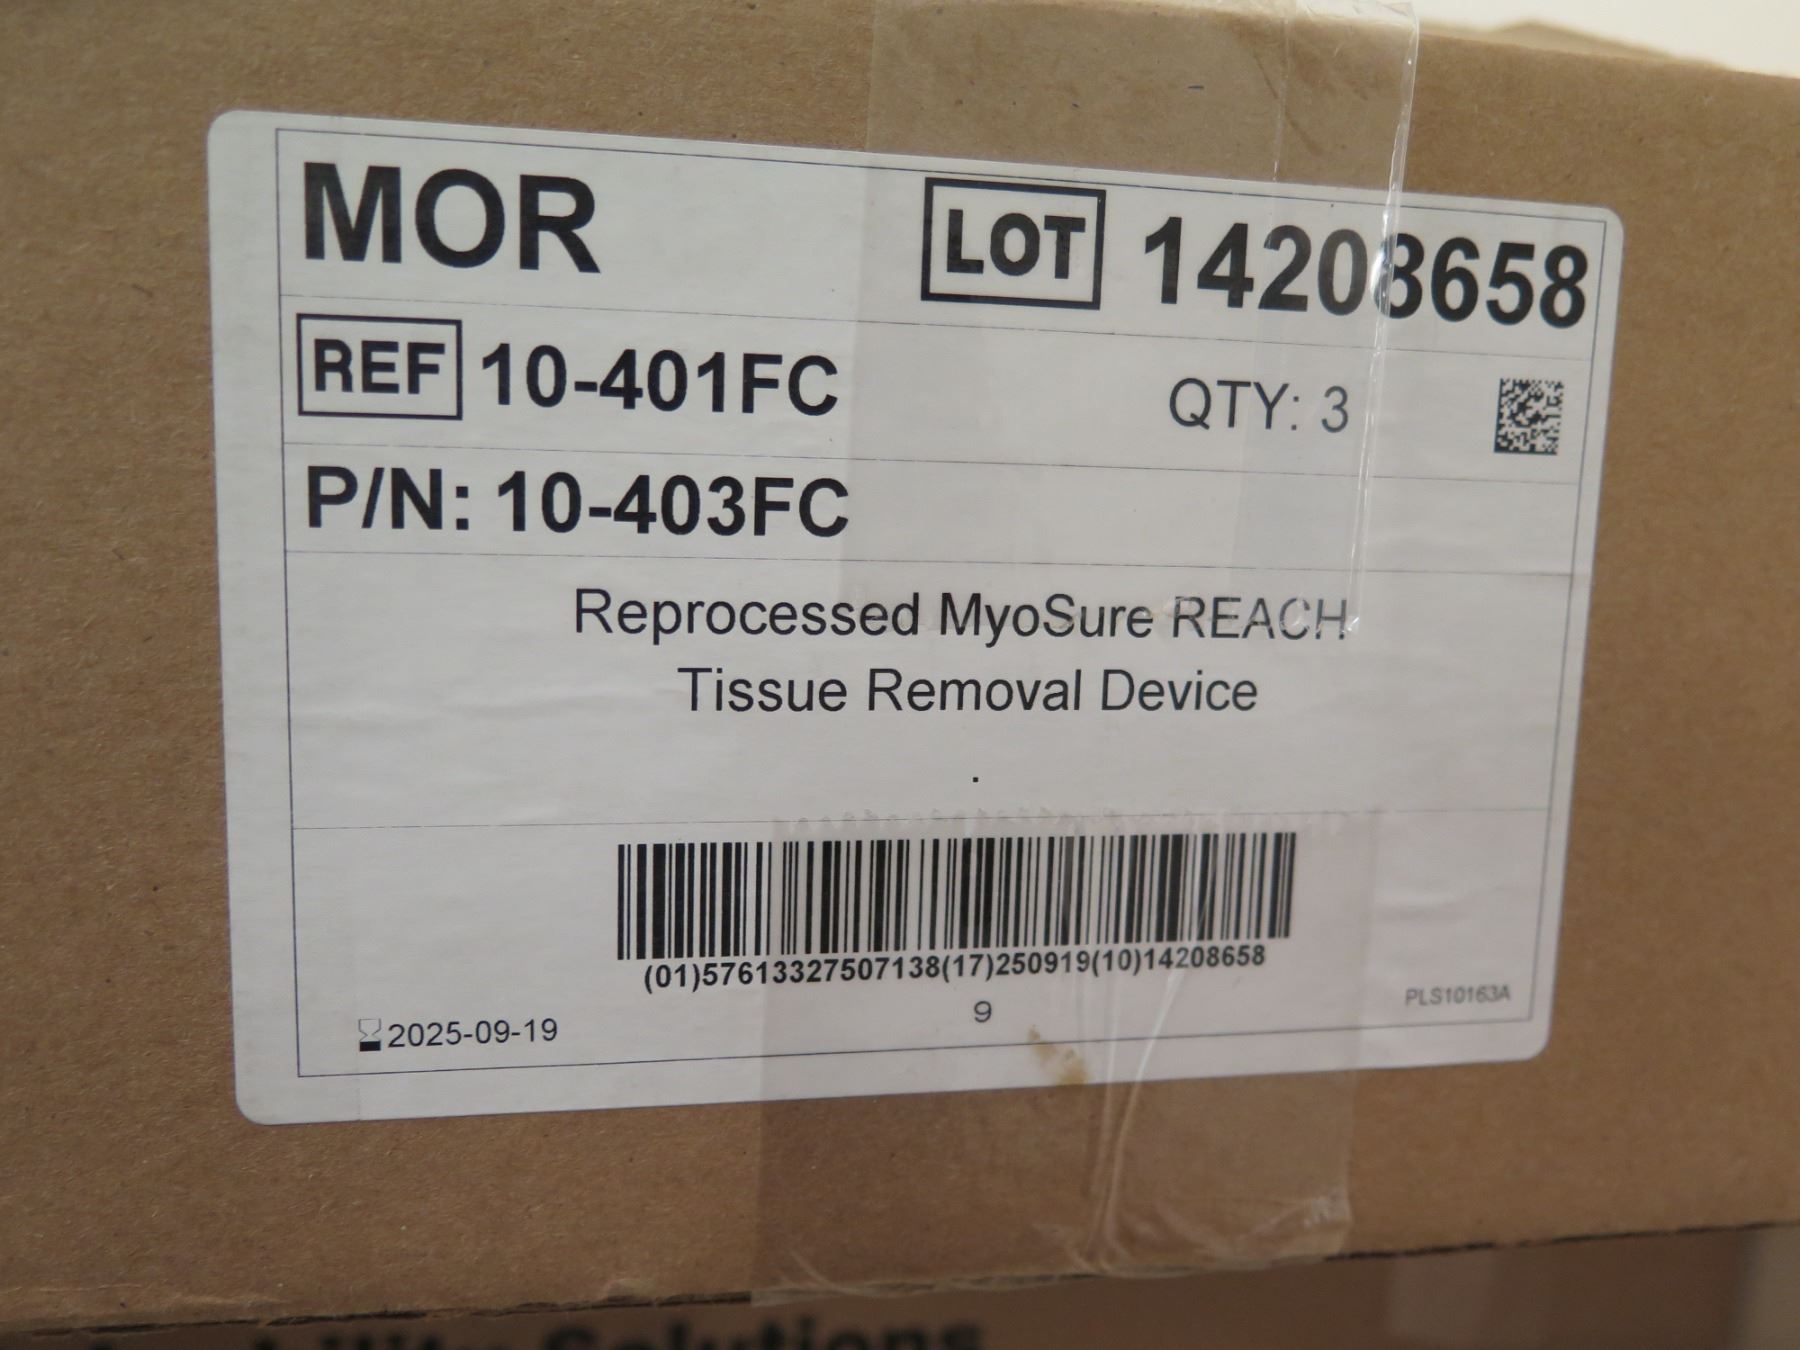 MOR
LOT 14208658
REF 10-401FC
QTY: 3
P/N: 10-403FC
Reprocessed MyoSure REACH
Tissue Removal Device
.
(01)57613327507138(17)250919(10)14208658
9
PLS10163A
2025-09-19
Solutions